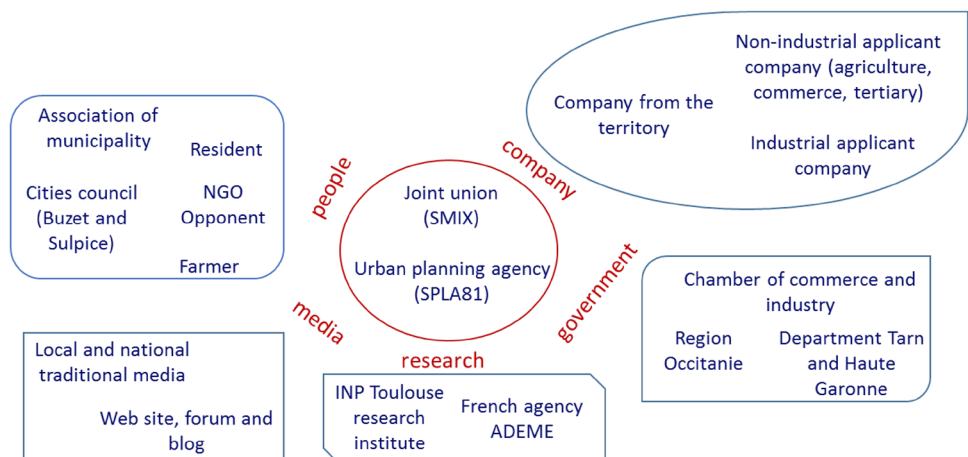 Association of
municipality
Resident
Cities council
(Buzet and
Sulpice)
NGO
Opponent
Farmer
people
company
Non-industrial applicant
company (agriculture,
commerce, tertiary)
Company from the
territory
Industrial applicant
company
Joint union
(SMIX)
Urban planning agency
(SPLA81)
media
research
government
Chamber of commerce and
industry
Region
Occitanie
Department Tarn
and Haute
Garonne
Local and national
traditional media
Web site, forum and
blog
INP Toulouse
research
institute
French agency
ADEME